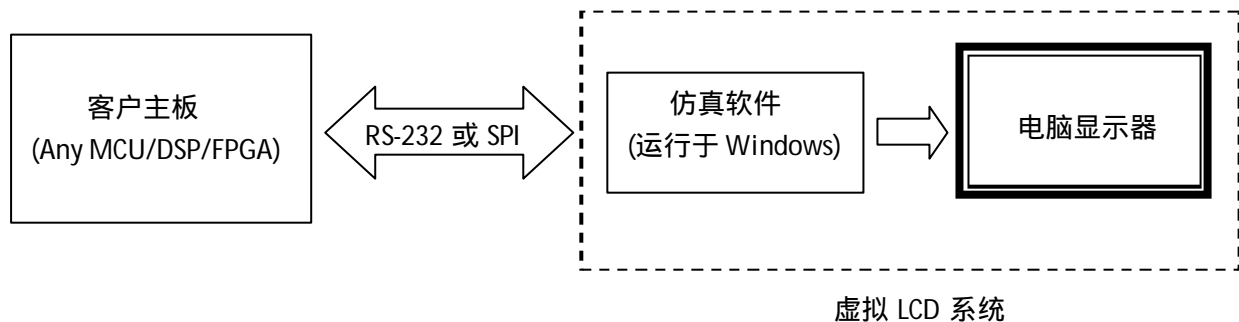 客户主板
(Any MCU/DSP/FPGA)
RS-232 或 SPI
仿真软件
(运行于 Windows)
电脑显示器
虚拟 LCD 系统